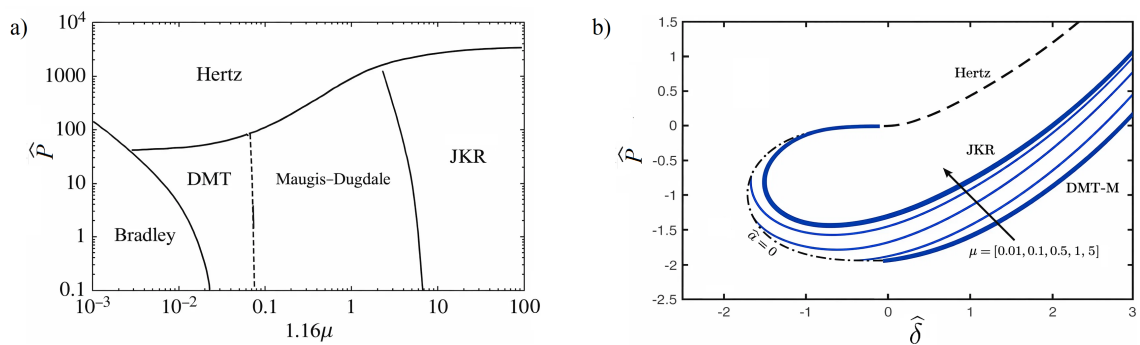 a)
10⁴
1000
100
10
1
0.1
P̂
Hertz
DMT
Maugis–Dugdale
JKR
Bradley
10⁻³
10⁻²
0.1
1
10
100
1.16μ
b)
1.5
1
0.5
0
-0.5
-1
-1.5
-2
-2.5
P̂
Hertz
JKR
DMT-M
α̂=0
μ = [0.01, 0.1, 0.5, 1, 5]
-2
-1
0
1
2
3
δ̂